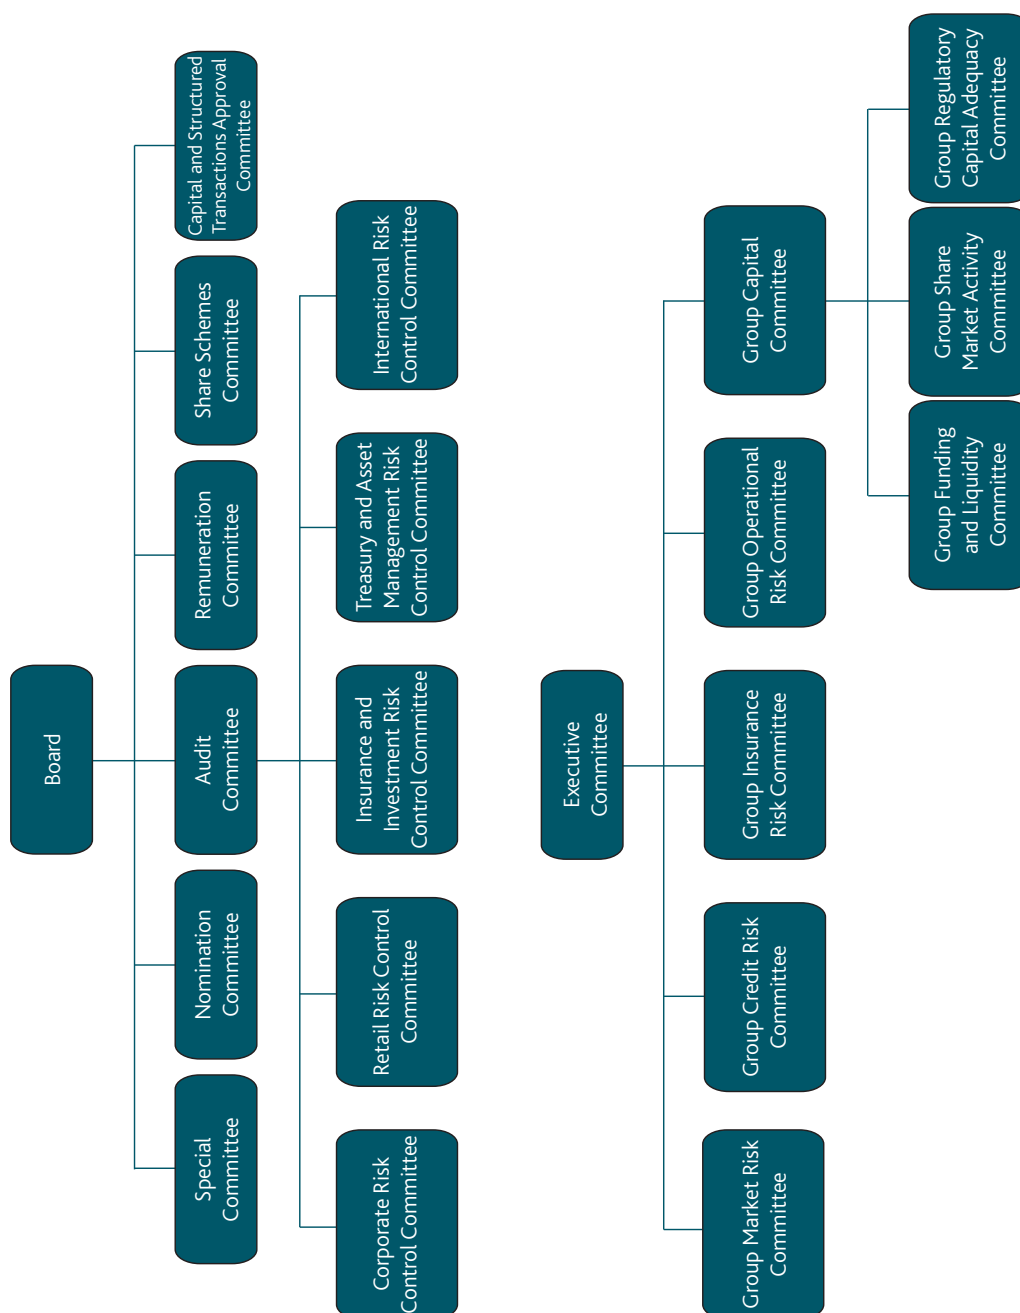 Board
Special
Committee
Nomination
Committee
Audit
Committee
Remuneration
Committee
Share Schemes
Committee
Capital and Structured
Transactions Approval
Committee
Corporate Risk
Control Committee
Retail Risk Control
Committee
Insurance and
Investment Risk
Control Committee
Treasury and Asset
Management Risk
Control Committee
International Risk
Control Committee
Executive
Committee
Group Market Risk
Committee
Group Credit Risk
Committee
Group Insurance
Risk Committee
Group Operational
Risk Committee
Group Capital
Committee
Group Funding
and Liquidity
Committee
Group Share
Market Activity
Committee
Group Regulatory
Capital Adequacy
Committee